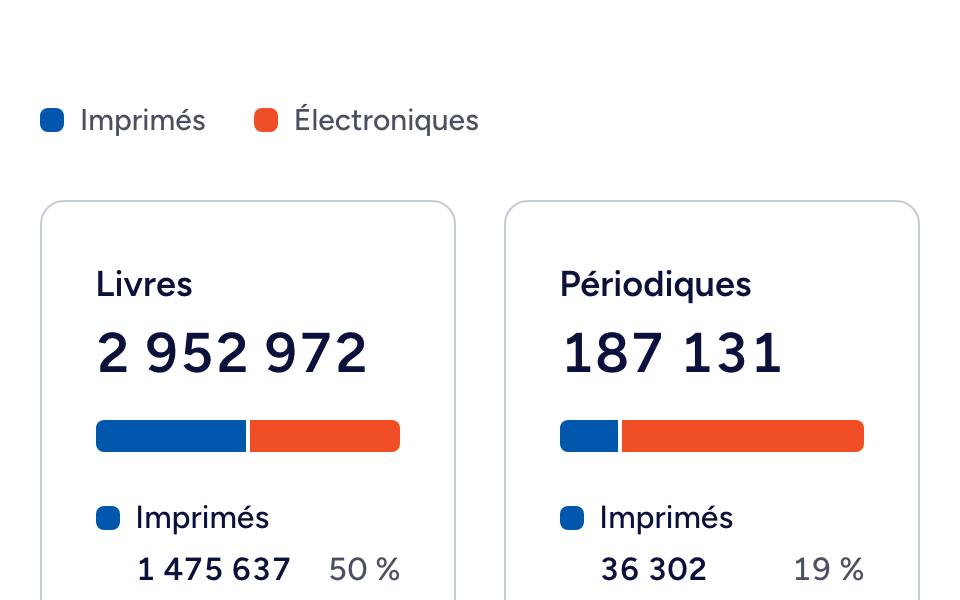 Imprimés Électroniques
Livres
2 952 972
Imprimés
1 475 637 50 %
Périodiques
187 131
Imprimés
36 302 19 %